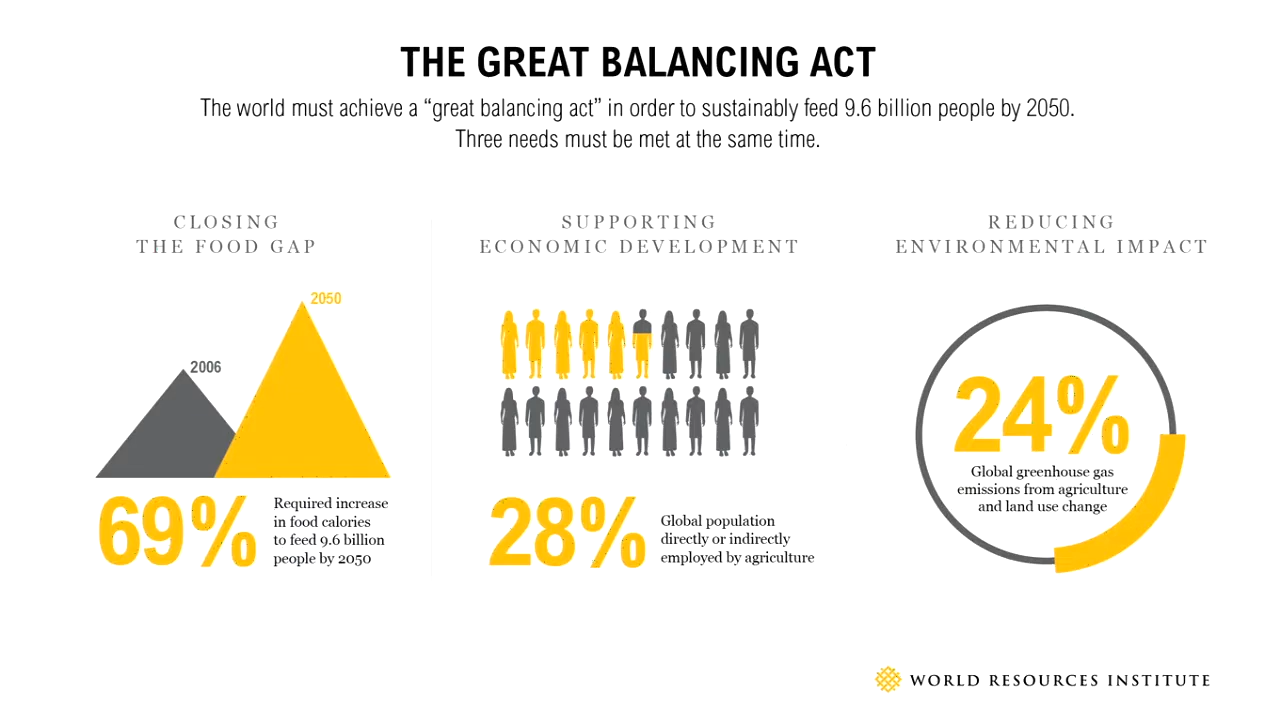 THE GREAT BALANCING ACT
The world must achieve a “great balancing act” in order to sustainably feed 9.6 billion people by 2050.
Three needs must be met at the same time.
CLOSING
THE FOOD GAP
2050
2006
69%
Required increase
in food calories
to feed 9.6 billion
people by 2050
SUPPORTING
ECONOMIC DEVELOPMENT
28%
Global population
directly or indirectly
employed by agriculture
REDUCING
ENVIRONMENTAL IMPACT
24%
Global greenhouse gas
emissions from agriculture
and land use change
WORLD RESOURCES INSTITUTE